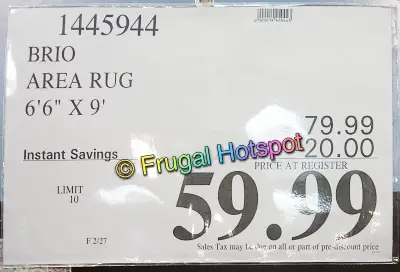 1445944
BRIO
AREA RUG
6'6" X 9'
79.99
Instant Savings 20.00
© Frugal Hotspot
PRICE AT REGISTER
LIMIT
10
59.99
F 2/27
Sales Tax may be due on all or part of pre-discount price